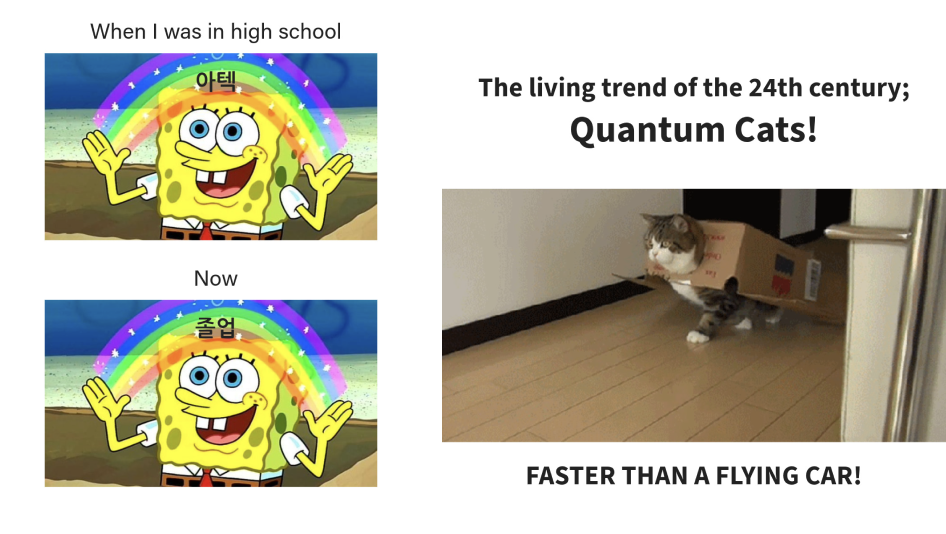 When I was in high school
아텍
Now
졸업
The living trend of the 24th century;
Quantum Cats!
FASTER THAN A FLYING CAR!